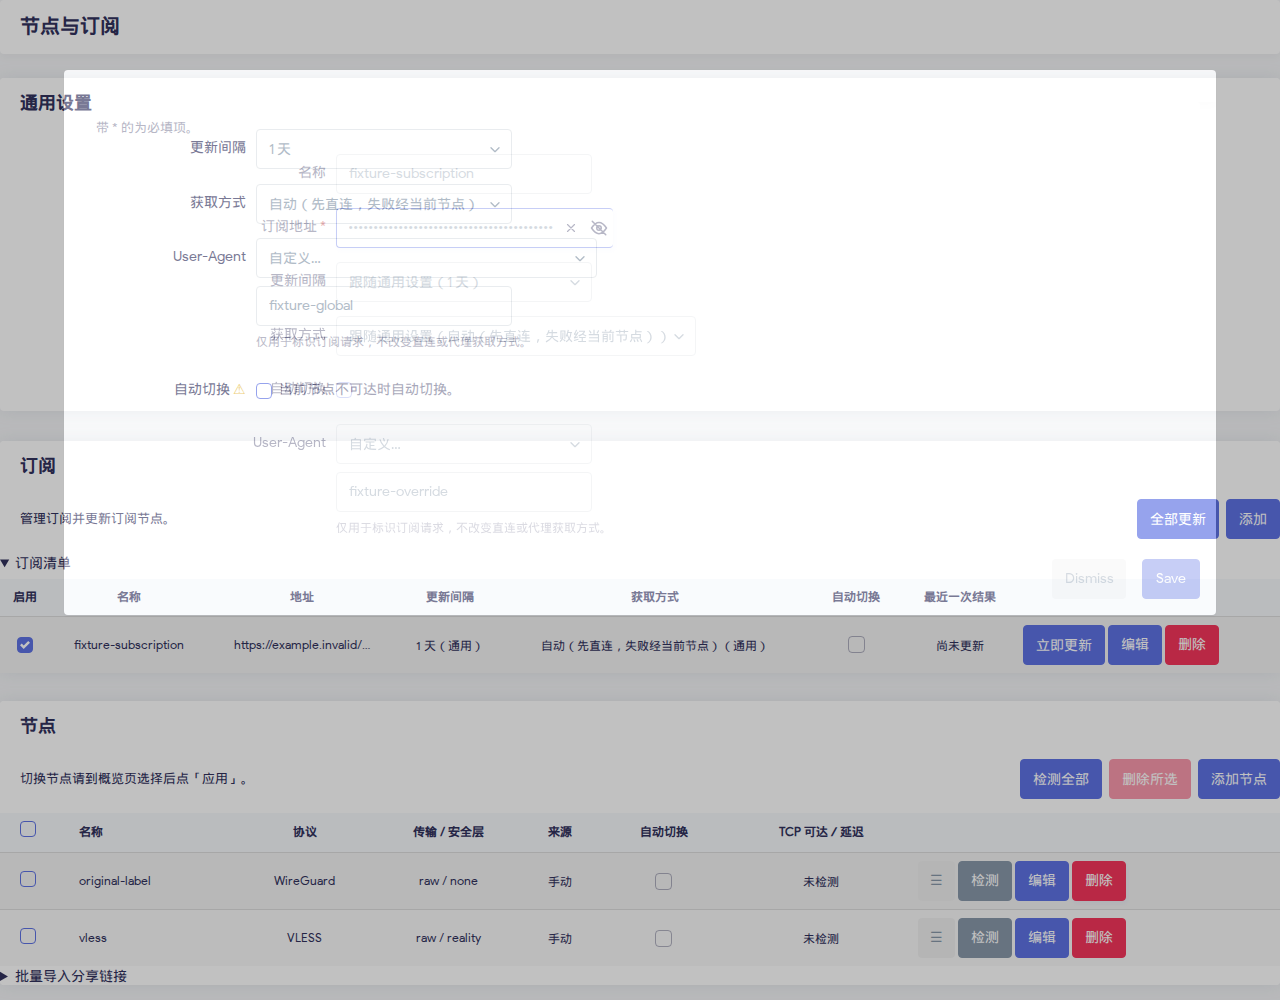 节点与订阅
通用设置
带 * 的为必填项。
更新间隔 1 天
名称 fixture-subscription
获取方式 自动（先直连，失败经当前节点）
订阅地址 * ••••••••••••••••••••••••••••••••••••••••
User-Agent 自定义...
更新间隔 跟随通用设置（1 天）
fixture-global
获取方式 跟随通用设置（自动（先直连，失败经当前节点））
仅用于标识订阅请求，不改变直连或代理获取方式。
自动切换 ⚠ 当前节点不可达时自动切换。
自动切换
User-Agent 自定义...
fixture-override
仅用于标识订阅请求，不改变直连或代理获取方式。
Dismiss Save
订阅
管理订阅并更新订阅节点。 全部更新 添加
▼ 订阅清单
启用 名称 地址 更新间隔 获取方式 自动切换 最近一次结果
fixture-subscription https://example.invalid/... 1 天（通用） 自动（先直连，失败经当前节点）（通用） 尚未更新 立即更新 编辑 删除
节点
切换节点请到概览页选择后点「应用」。 检测全部 删除所选 添加节点
名称 协议 传输 / 安全层 来源 自动切换 TCP 可达 / 延迟
original-label WireGuard raw / none 手动 未检测 ☰ 检测 编辑 删除
vless VLESS raw / reality 手动 未检测 ☰ 检测 编辑 删除
▶ 批量导入分享链接